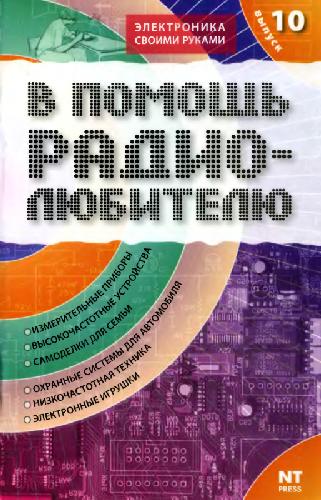 ЭЛЕКТРОНИКА
СВОИМИ РУКАМИ
выпуск 10
В ПОМОЩЬ
РАДИО-
ЛЮБИТЕЛЮ
ИЗМЕРИТЕЛЬНЫЕ ПРИБОРЫ
ВЫСОКОЧАСТОТНЫЕ УСТРОЙСТВА
САМОДЕЛКИ ДЛЯ СЕМЬИ
ОХРАННЫЕ СИСТЕМЫ ДЛЯ АВТОМОБИЛЯ
НИЗКОЧАСТОТНАЯ ТЕХНИКА
ЭЛЕКТРОННЫЕ ИГРУШКИ
NT
PRESS